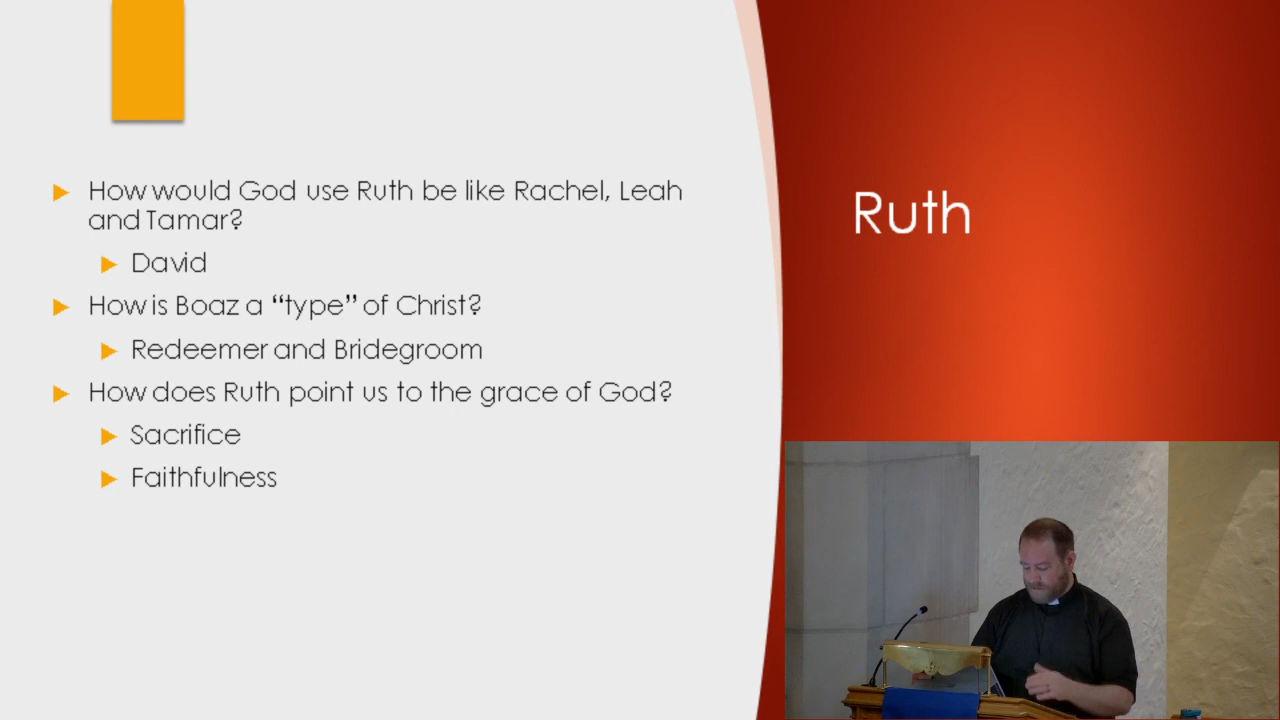 How would God use Ruth be like Rachel, Leah
and Tamar?
David
How is Boaz a “type” of Christ?
Redeemer and Bridegroom
How does Ruth point us to the grace of God?
Sacrifice
Faithfulness
Ruth